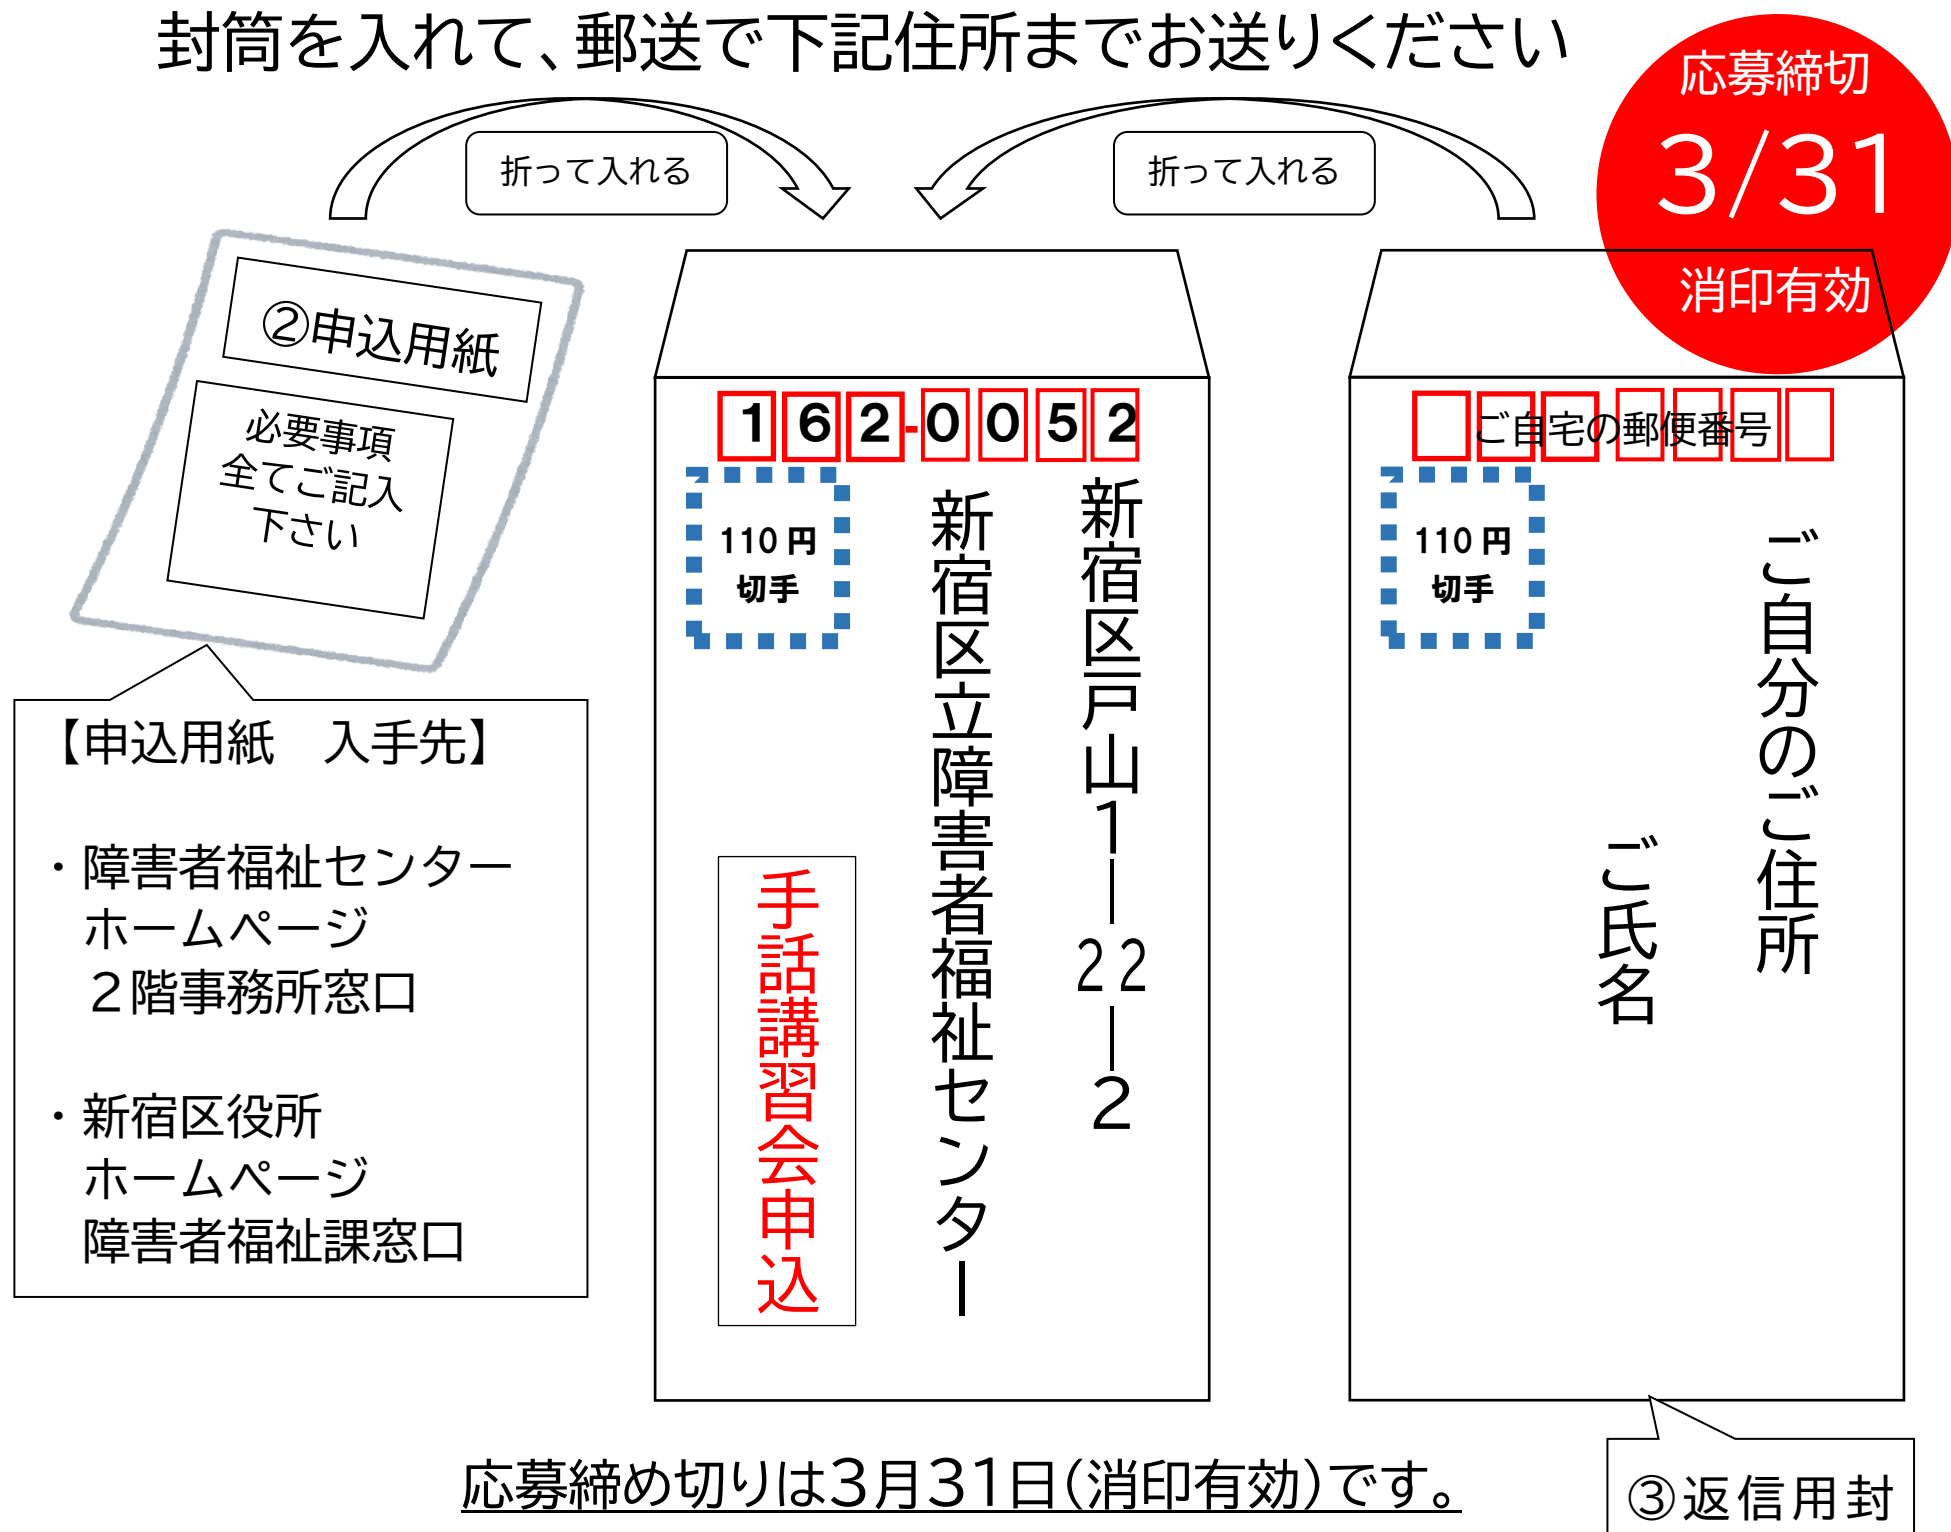 封筒を入れて、郵送で下記住所までお送りください
応募締切
3/31
消印有効
折って入れる
折って入れる
②申込用紙
必要事項
全てご記入
下さい
【申込用紙　入手先】
・障害者福祉センター
ホームページ
２階事務所窓口
・新宿区役所
ホームページ
障害者福祉課窓口
162-0052
110円
切手
新宿区戸山1―22―2
新宿区立障害者福祉センター
手話講習会申込
ご自宅の郵便番号
110円
切手
ご自分のご住所
ご氏名
応募締め切りは3月31日(消印有効)です。
③返信用封